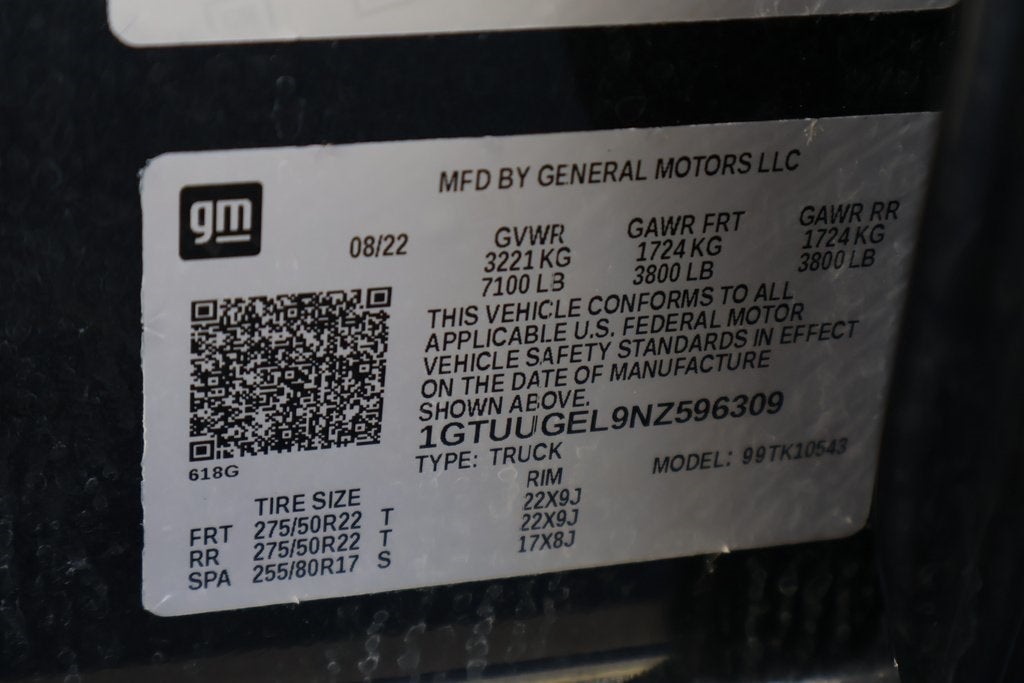 MFD BY GENERAL MOTORS LLC
gm
08/22
GVWR GAWR FRT GAWR RR
3221 KG 1724 KG 1724 KG
7100 LB 3800 LB 3800 LB
THIS VEHICLE CONFORMS TO ALL
APPLICABLE U.S. FEDERAL MOTOR
VEHICLE SAFETY STANDARDS IN EFFECT
ON THE DATE OF MANUFACTURE
SHOWN ABOVE.
1GTUUGEL9NZ596309
TYPE: TRUCK MODEL: 99TK10543
618G
TIRE SIZE RIM
FRT 275/50R22 T 22X9J
RR 275/50R22 T 22X9J
SPA 255/80R17 S 17X8J